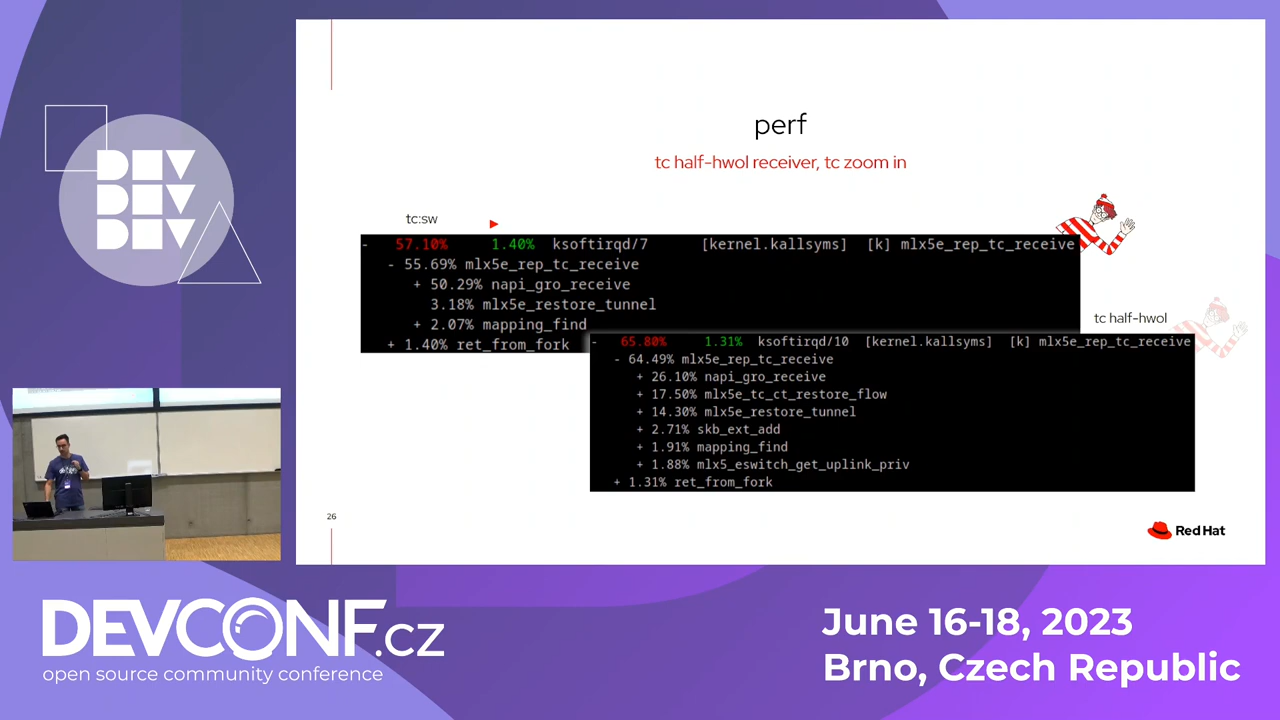 DEV
DEV
DEV
perf
tc half-hwol receiver, tc zoom in
tc:sw
- 57.10% 1.40% ksoftirqd/7 [kernel.kallsyms] [k] mlx5e_rep_tc_receive
- 55.69% mlx5e_rep_tc_receive
+ 50.29% napi_gro_receive
3.18% mlx5e_restore_tunnel
+ 2.07% mapping_find
+ 1.40% ret_from_fork
tc half-hwol
- 65.80% 1.31% ksoftirqd/10 [kernel.kallsyms] [k] mlx5e_rep_tc_receive
- 64.49% mlx5e_rep_tc_receive
+ 26.10% napi_gro_receive
+ 17.50% mlx5e_tc_ct_restore_flow
+ 14.30% mlx5e_restore_tunnel
+ 2.71% skb_ext_add
+ 1.91% mapping_find
+ 1.88% mlx5_eswitch_get_uplink_priv
+ 1.31% ret_from_fork
26
Red Hat
DEVCONF.cz
open source community conference
June 16-18, 2023
Brno, Czech Republic